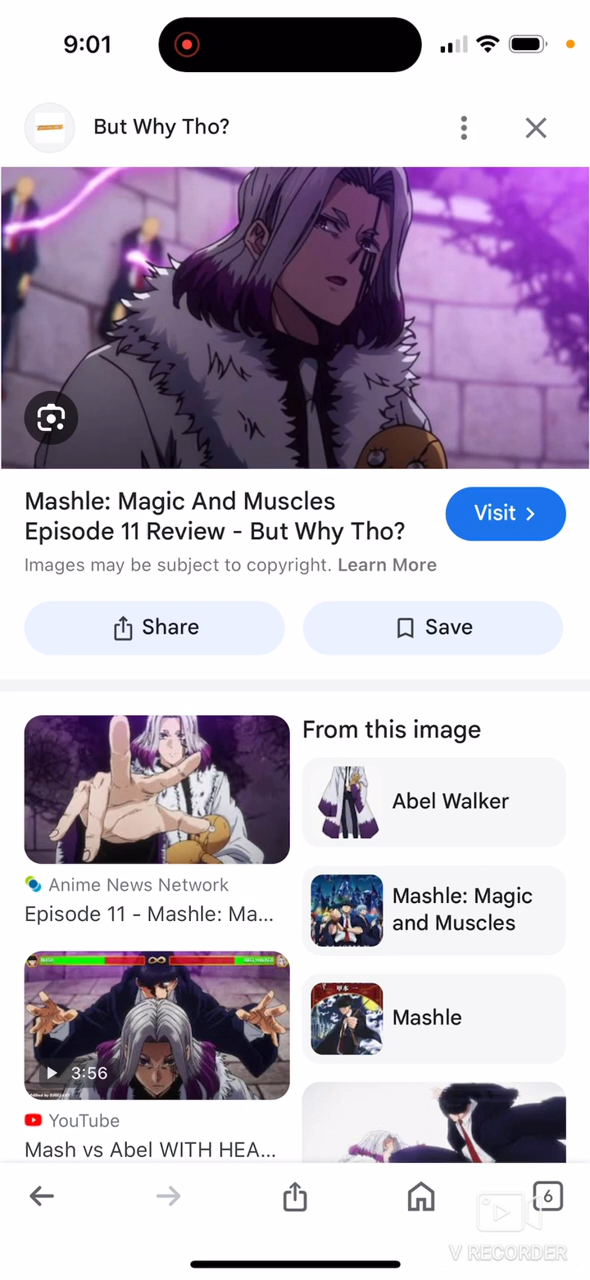 9:01
But Why Tho?
Mashle: Magic And Muscles
Episode 11 Review - But Why Tho?
Visit
Images may be subject to copyright. Learn More
Share
Save
From this image
Abel Walker
Anime News Network
Episode 11 - Mashle: Ma...
Mashle: Magic
and Muscles
Mashle
3:56
YouTube
Mash vs Abel WITH HEA...
6
V RECORDER